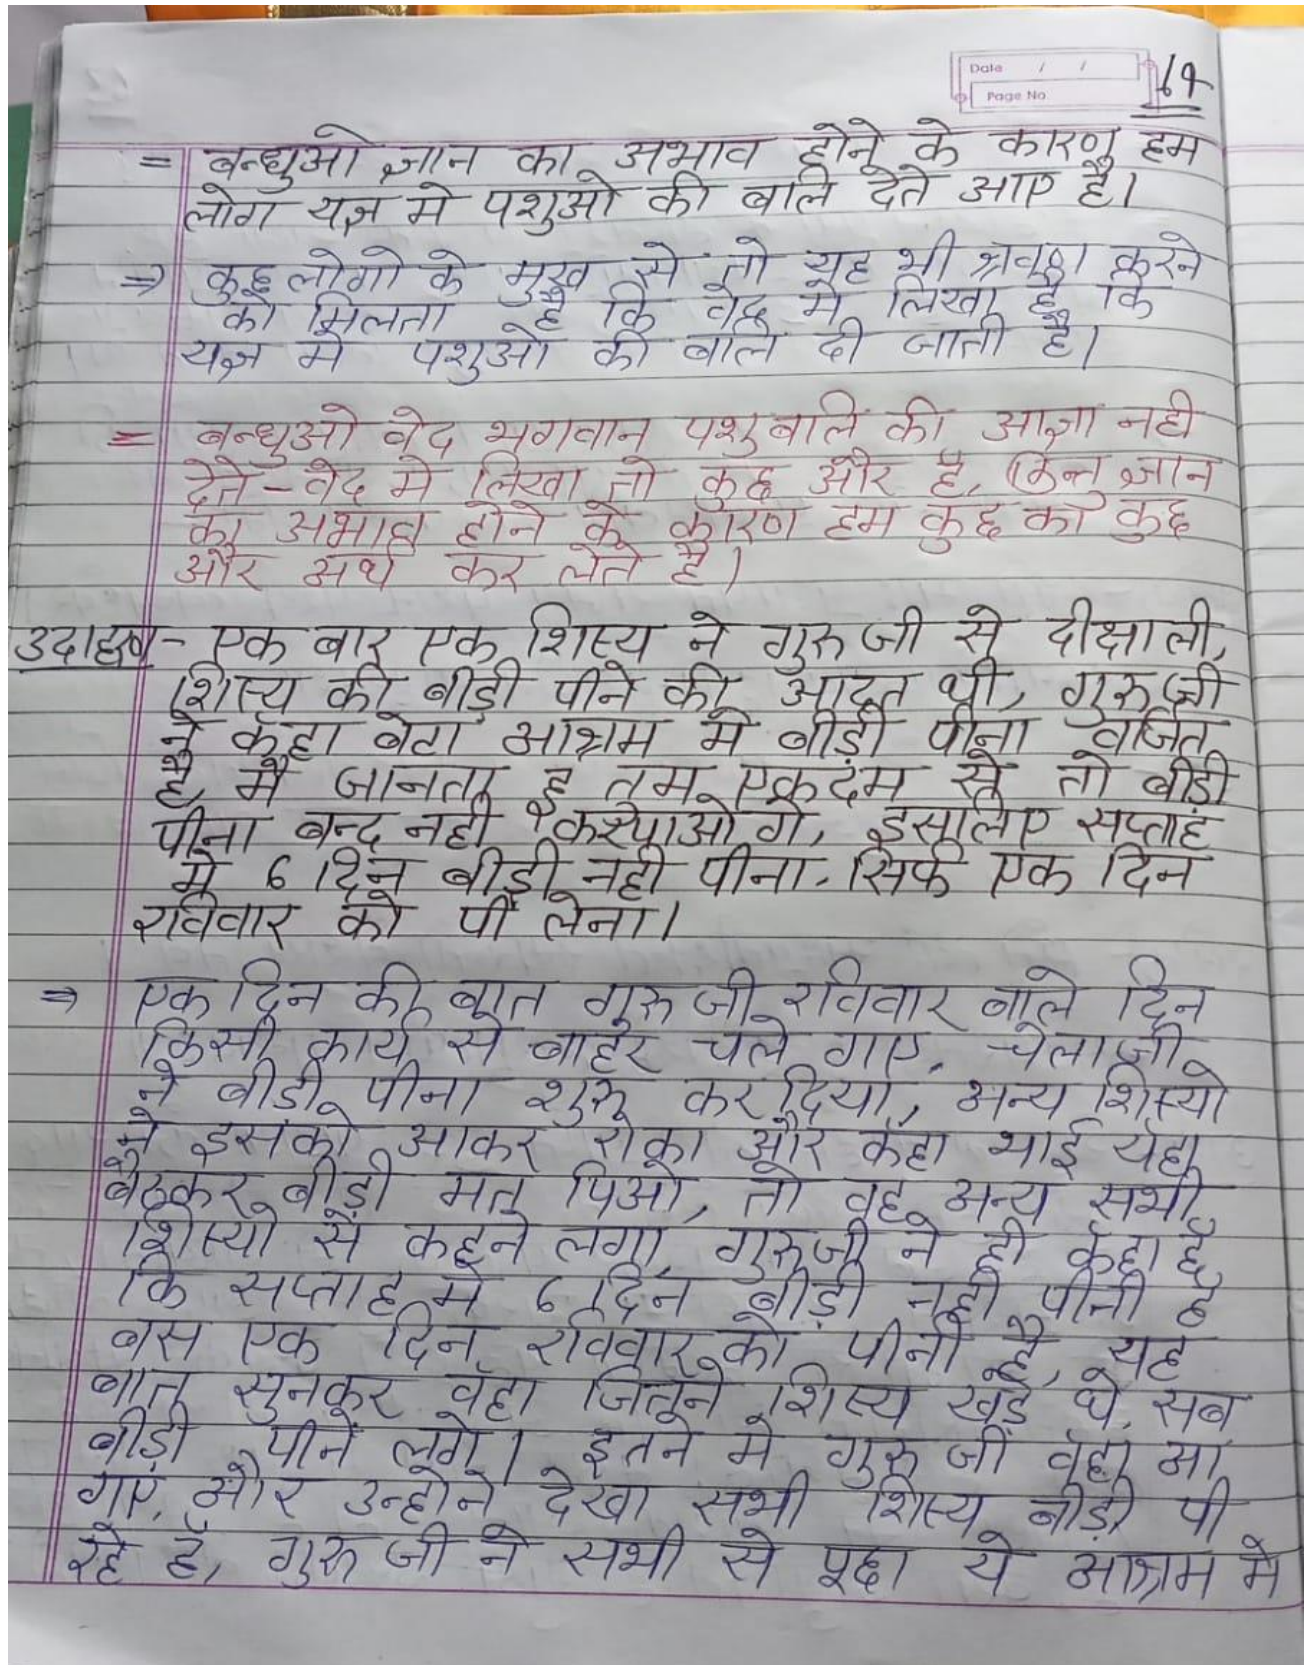 Date / /
Page No
69
= बन्धुओ ज्ञान का अभाव होने के कारण हम
लोग यज्ञ मे पशुओ की बलि देते आए है।
⇒ कुछ लोगो के मुख से तो यह भी श्रवण करने
को मिलता है कि वेद मे लिखा है कि
यज्ञ मे पशुओ की बलि दी जाती है।
= बन्धुओ वेद भगवान पशुबलि की आज्ञा नही
देते - वेद मे लिखा तो कुछ और है, किन्तु ज्ञान
का अभाव होने के कारण हम कुछ का कुछ
और अर्थ कर लेते है।
उदाहरण - एक बार एक शिस्य ने गुरु जी से दीक्षा ली,
शिस्य की बीड़ी पीने की आदत थी, गुरु जी
ने कहा बेटा आश्रम मे बीड़ी पीना वर्जित
है, मै जानता हु तुम एकदम से तो बीड़ी
पीना बन्द नही कर पाओगे, इसलिए सप्ताह
मे 6 दिन बीड़ी नही पीना, सिर्फ एक दिन
रविवार को पी लेना।
⇒ एक दिन की बात गुरु जी रविवार बाले दिन
किसी कार्य से बाहर चले गाए, चेला जी
ने बीडी पीना शुरू कर दिया, अन्य शिस्यो
ने इसको आकर रोका और कहा भाई यहा
बैठकर बीड़ी मत पिओ, तो वह अन्य सभी
शिस्यो से कहने लगा, गुरुजी ने ही कहा है
कि सप्ताह मे 6 दिन बीड़ी नही पीनी है
बस एक दिन रविवार को पीनी है, यह
बात सुनकर वहा जितने शिस्य खड़े थे, सब
बीड़ी पीने लगे। इतने मे गुरु जी वहा आ
गए, और उन्होने देखा सभी शिस्य बीड़ी पी
रहे है, गुरु जी ने सभी से पूछा ये आश्रम मे